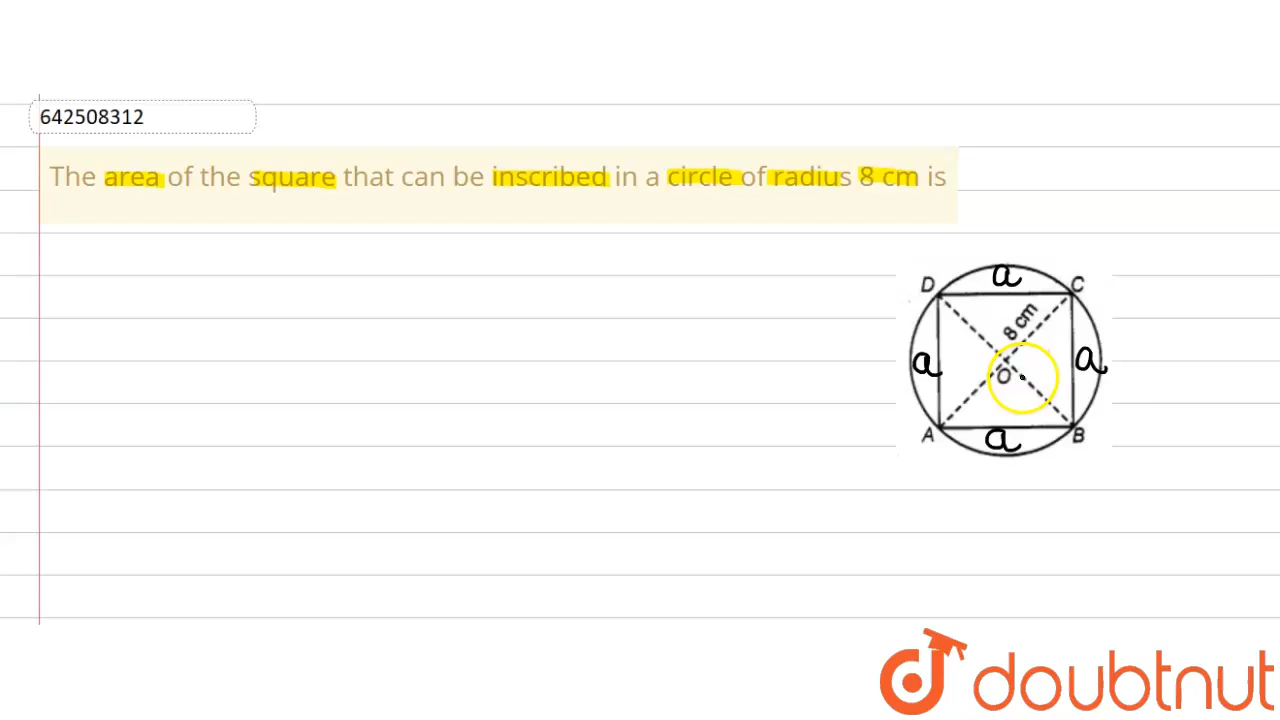 642508312
The area of the square that can be inscribed in a circle of radius 8 cm is
D a C
8 cm
a O a
A a B
doubtnut